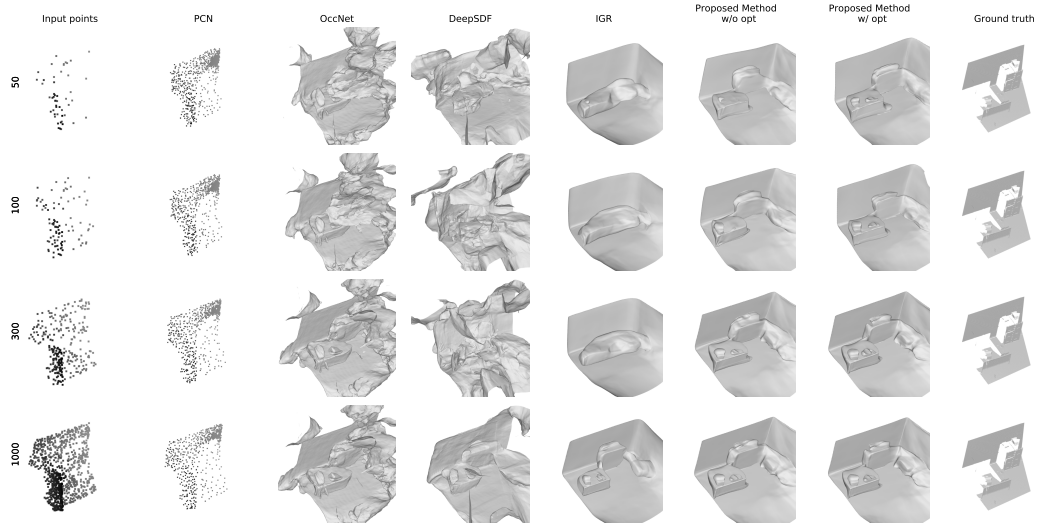 Input points
PCN
OccNet
DeepSDF
IGR
Proposed Method
w/o opt
Proposed Method
w/ opt
Ground truth
50
100
300
1000